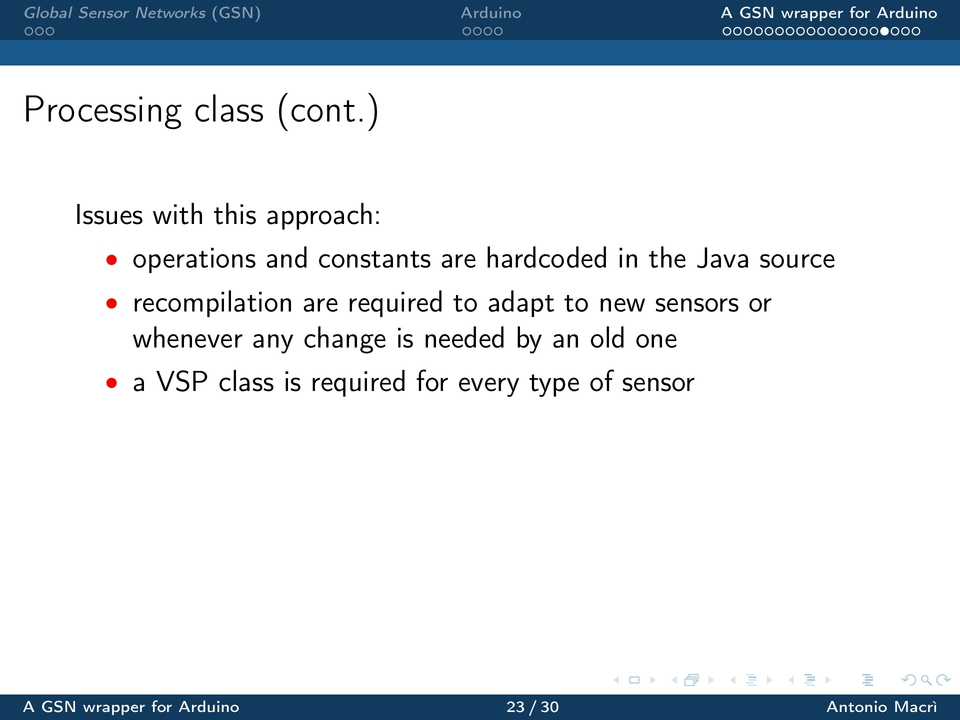 Global Sensor Networks (GSN) Arduino A GSN wrapper for Arduino
Processing class (cont.)
Issues with this approach:
• operations and constants are hardcoded in the Java source
• recompilation are required to adapt to new sensors or
whenever any change is needed by an old one
• a VSP class is required for every type of sensor
A GSN wrapper for Arduino 23 / 30 Antonio Macrì